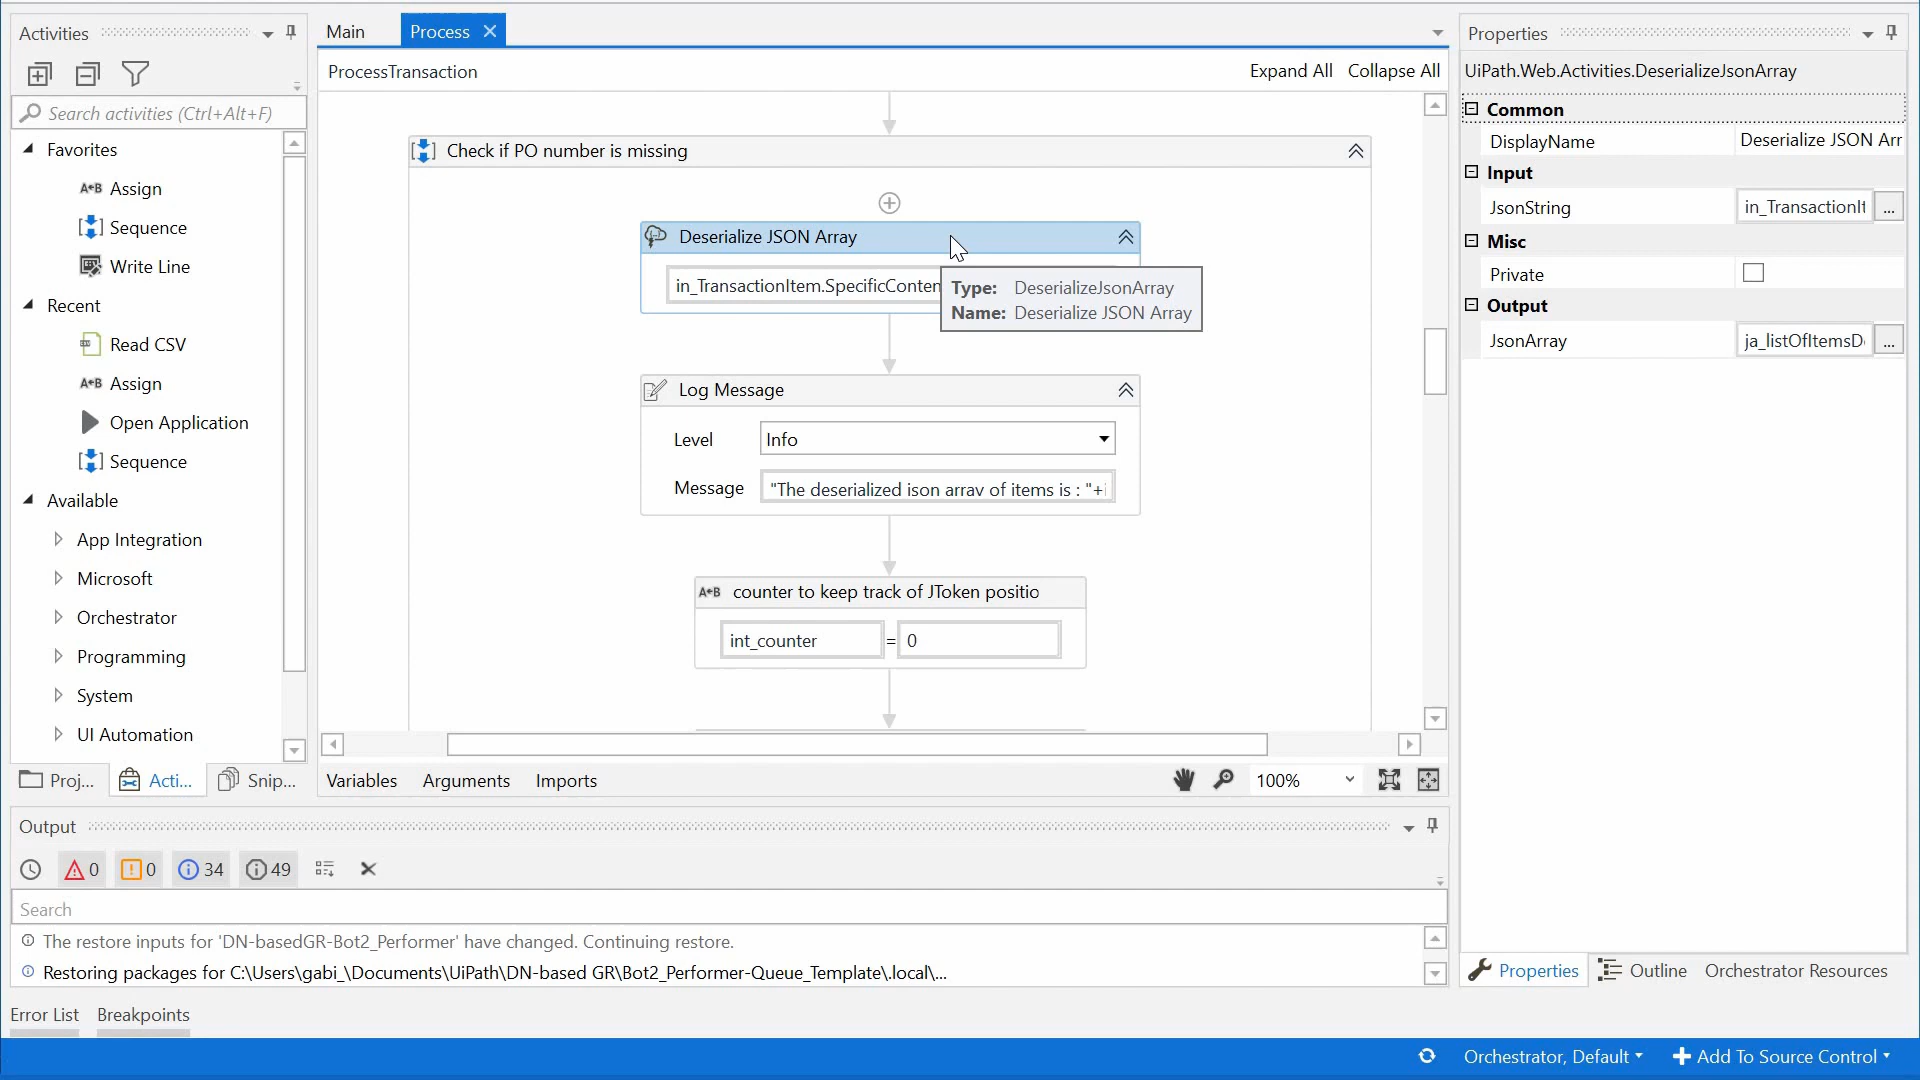 Activities
Search activities (Ctrl+Alt+F)
Favorites
Assign
Sequence
Write Line
Recent
Read CSV
Assign
Open Application
Sequence
Available
App Integration
Microsoft
Orchestrator
Programming
System
UI Automation
Proj...
Acti...
Snip...
Main
Process
ProcessTransaction
Expand All
Collapse All
Check if PO number is missing
Deserialize JSON Array
in_TransactionItem.SpecificConten
Type: DeserializeJsonArray
Name: Deserialize JSON Array
Log Message
Level
Info
Message
"The deserialized json array of items is : "+i
A+B counter to keep track of JToken positio
int_counter
=
0
Variables
Arguments
Imports
100%
Properties
UiPath.Web.Activities.DeserializeJsonArray
Common
DisplayName
Deserialize JSON Arr
Input
JsonString
in_TransactionIt
...
Misc
Private
Output
JsonArray
ja_listOfItemsD
...
Properties
Outline
Orchestrator Resources
Output
0
0
34
49
Search
The restore inputs for 'DN-basedGR-Bot2_Performer' have changed. Continuing restore.
Restoring packages for C:\Users\gabi_\Documents\UiPath\DN-based GR\Bot2_Performer-Queue_Template\.local\...
Error List
Breakpoints
Orchestrator, Default
Add To Source Control